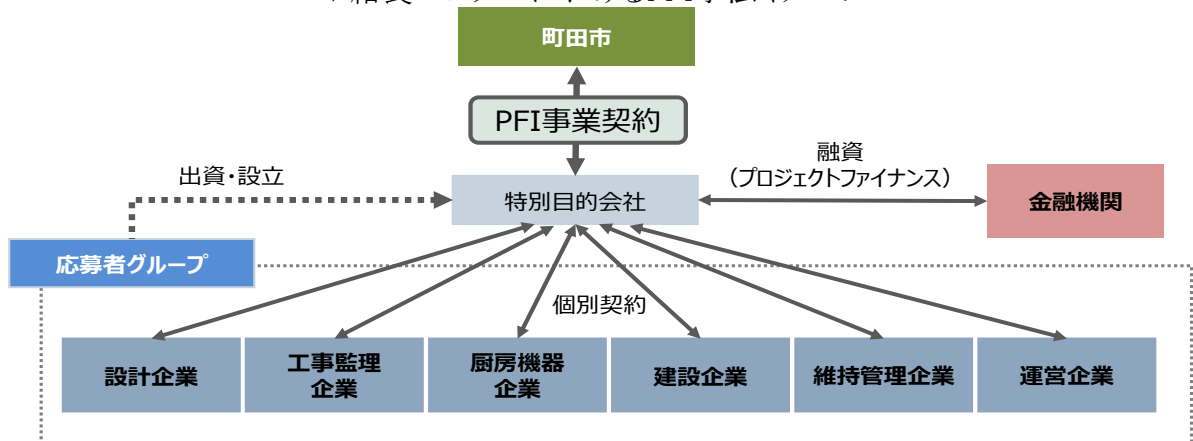 町田市
PFI事業契約
融資
（プロジェクトファイナンス）
出資・設立
特別目的会社
金融機関
応募者グループ
個別契約
設計企業
工事監理
企業
厨房機器
企業
建設企業
維持管理企業
運営企業